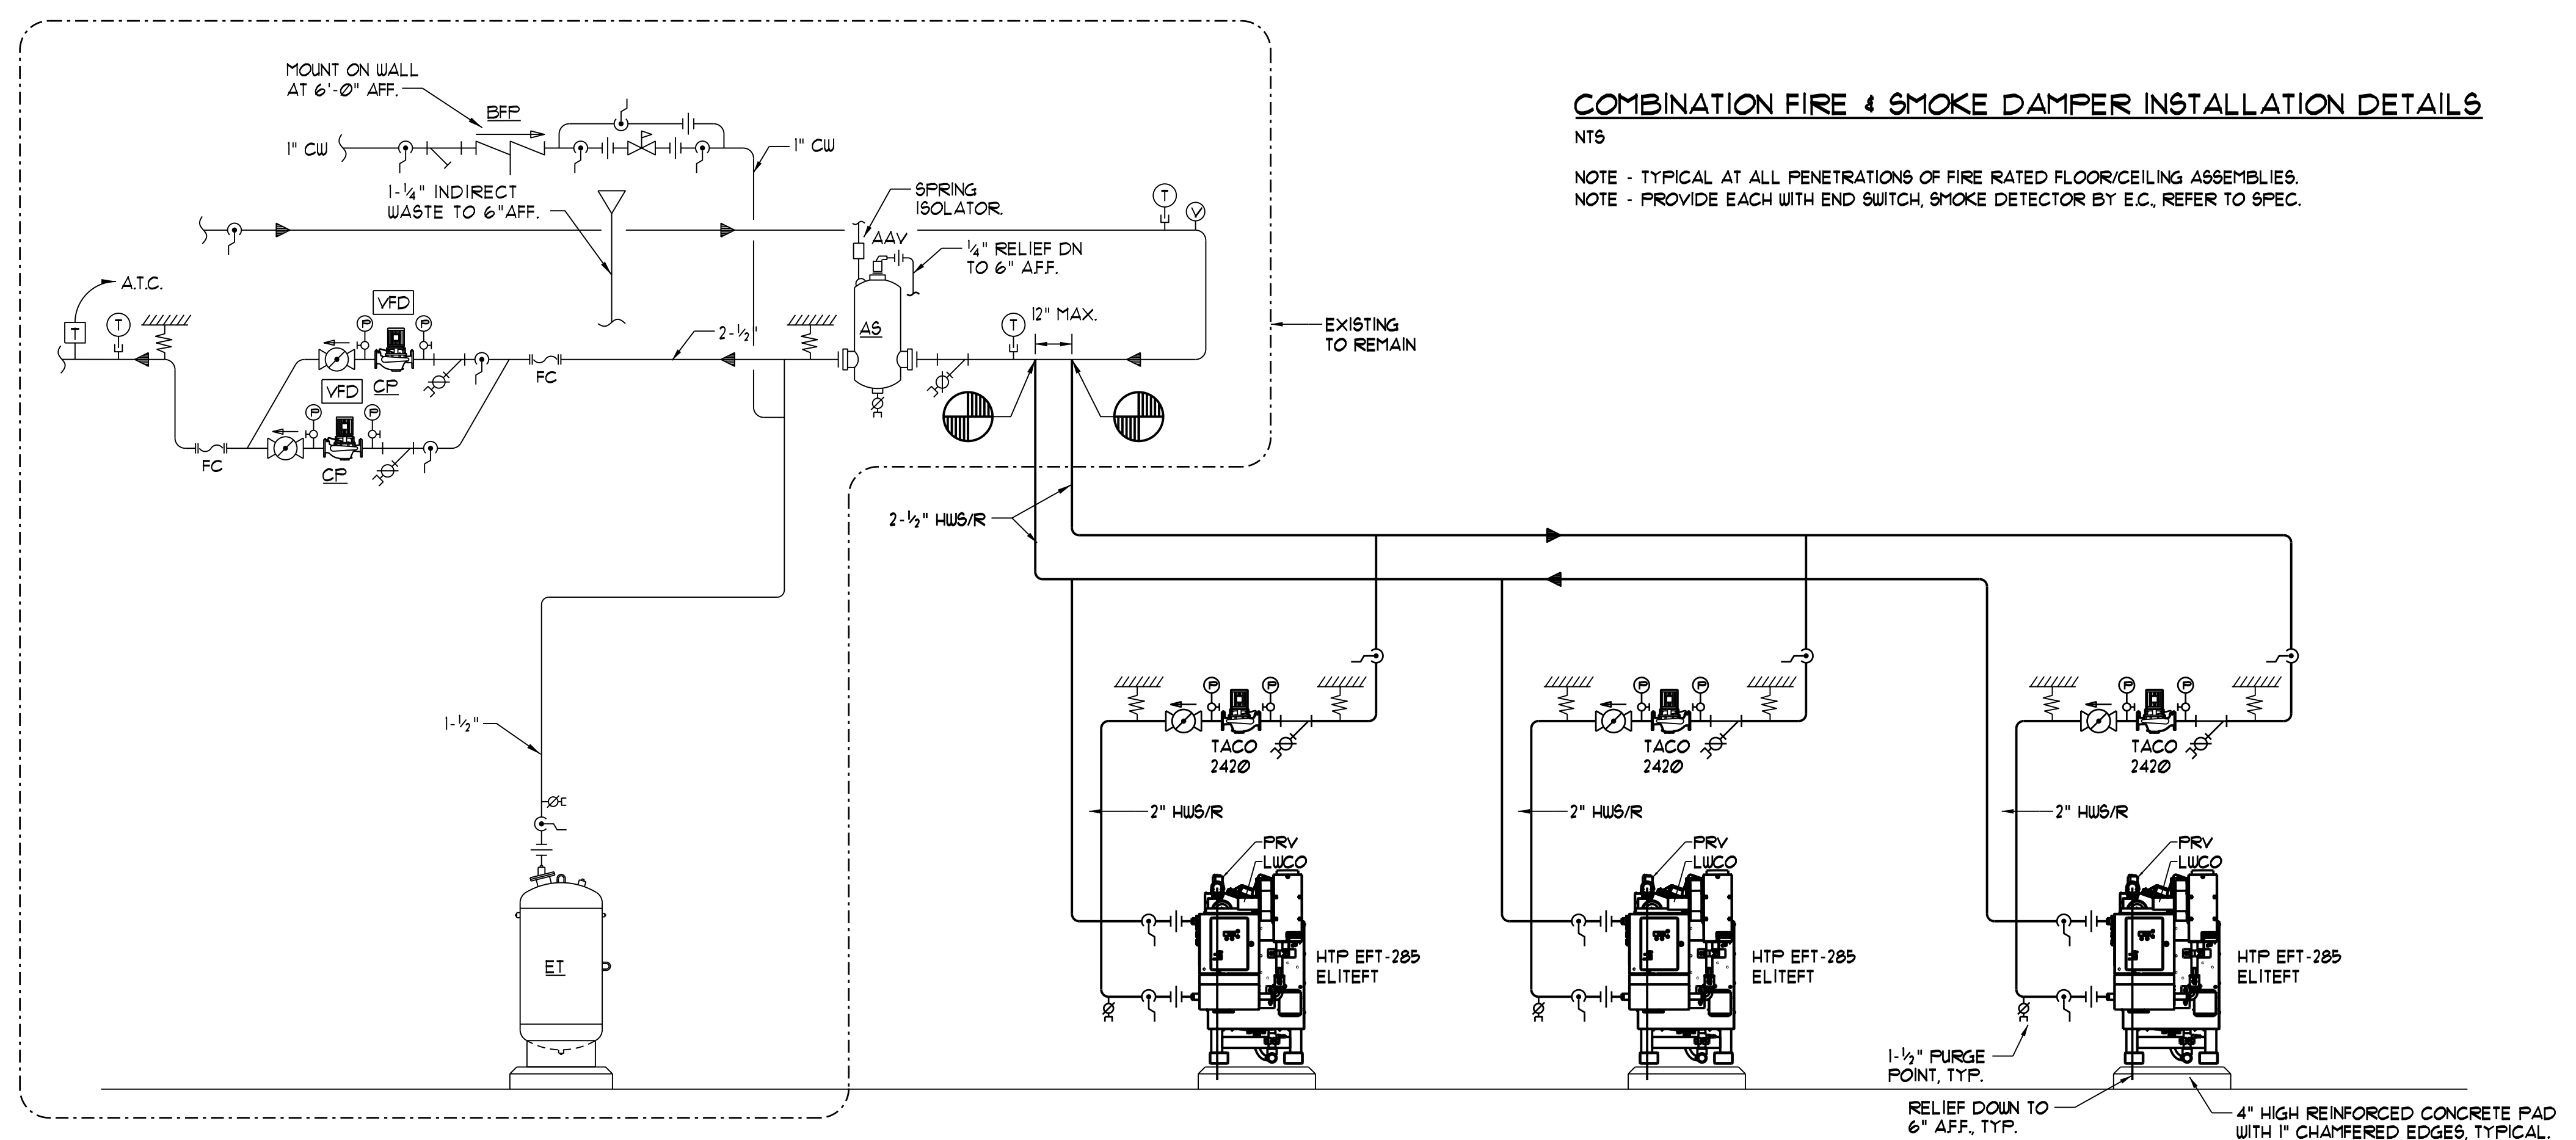 MOUNT ON WALL
AT 6'-0" AFF.
BFP
1" CW
1" CW
1-¼" INDIRECT
WASTE TO 6"AFF.
SPRING
ISOLATOR.
AAV
¼" RELIEF DN
TO 6" A.F.F.
T
V
A.T.C.
T
T
VFD
P
P
CP
VFD
P
P
CP
FC
FC
2-½"
AS
T
12" MAX.
EXISTING
TO REMAIN
COMBINATION FIRE & SMOKE DAMPER INSTALLATION DETAILS
NTS
NOTE - TYPICAL AT ALL PENETRATIONS OF FIRE RATED FLOOR/CEILING ASSEMBLIES.
NOTE - PROVIDE EACH WITH END SWITCH, SMOKE DETECTOR BY E.C., REFER TO SPEC.
2-½" HWS/R
1-½"
ET
P
P
TACO
2420
2" HWS/R
PRV
LWCO
HTP EFT-285
ELITEFT
P
P
TACO
2420
2" HWS/R
PRV
LWCO
HTP EFT-285
ELITEFT
P
P
TACO
2420
2" HWS/R
PRV
LWCO
HTP EFT-285
ELITEFT
1-½" PURGE
POINT, TYP.
RELIEF DOWN TO
6" A.F.F., TYP.
4" HIGH REINFORCED CONCRETE PAD
WITH 1" CHAMFERED EDGES, TYPICAL.